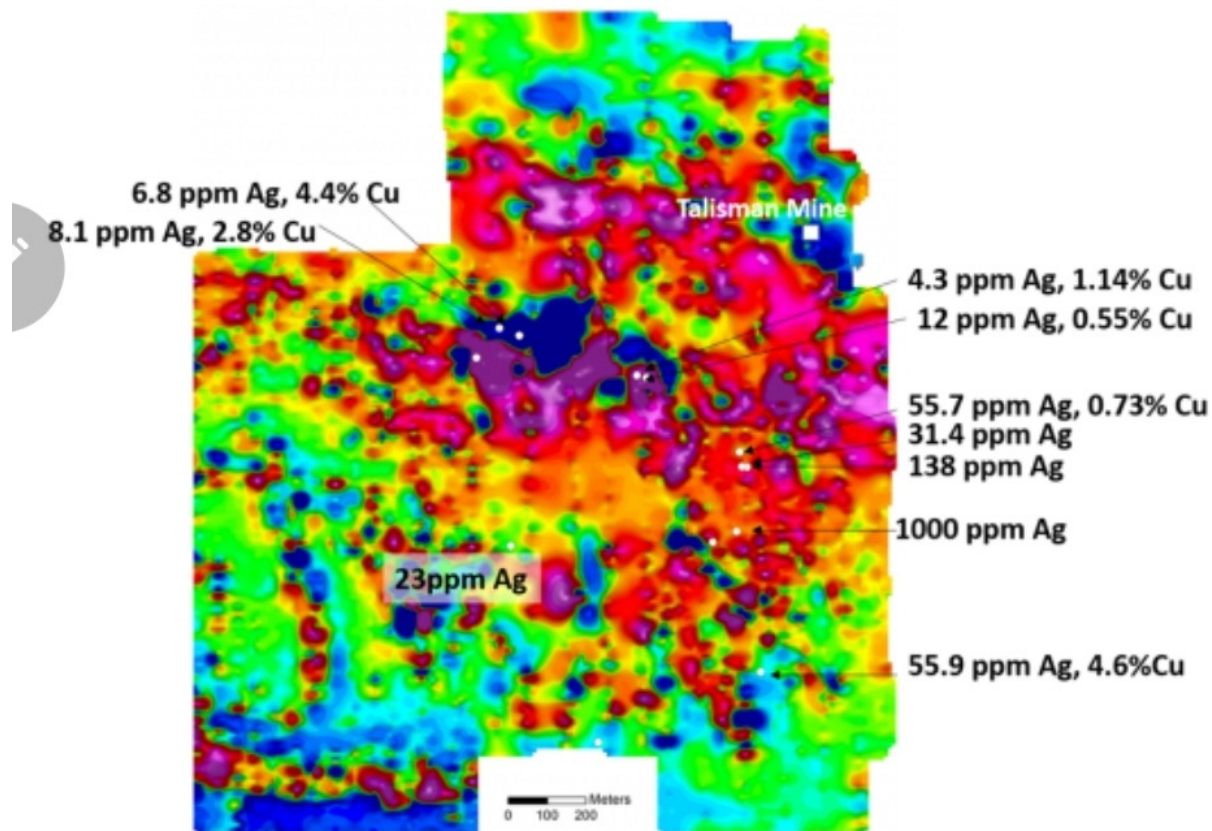 6.8 ppm Ag, 4.4% Cu
Talisman Mine
8.1 ppm Ag, 2.8% Cu
4.3 ppm Ag, 1.14% Cu
12 ppm Ag, 0.55% Cu
55.7 ppm Ag, 0.73% Cu
31.4 ppm Ag
138 ppm Ag
1000 ppm Ag
23ppm Ag
55.9 ppm Ag, 4.6%Cu
Meters
0 100 200